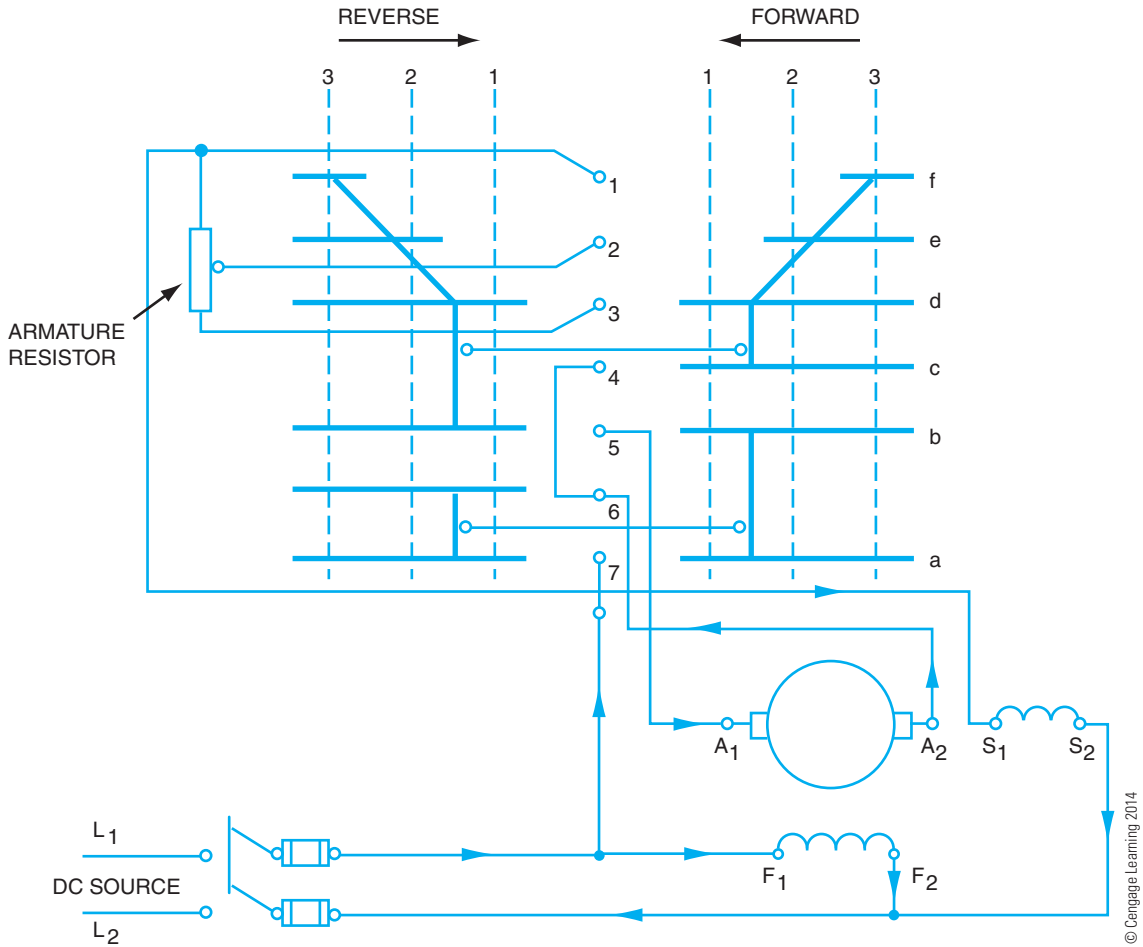 REVERSE
FORWARD
3 2 1
1 2 3
1
f
2
e
3
d
ARMATURE
RESISTOR
4
c
5
b
6
7
a
A1
A2
S1
S2
L1
DC SOURCE
L2
F1
F2
© Cengage Learning 2014